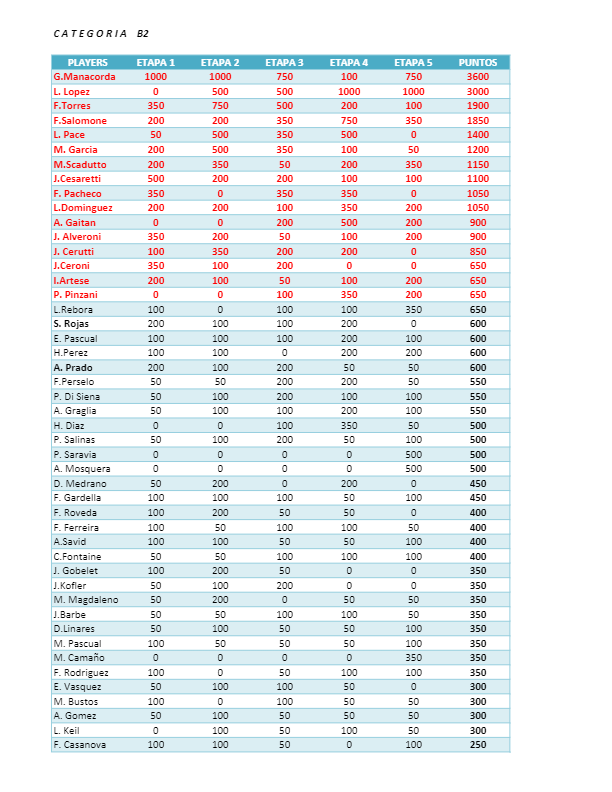 CATEGORIA B2
PLAYERS ETAPA 1 ETAPA 2 ETAPA 3 ETAPA 4 ETAPA 5 PUNTOS
G.Manacorda 1000 1000 750 100 750 3600
L. Lopez 0 500 500 1000 1000 3000
F.Torres 350 750 500 200 100 1900
F.Salomone 200 200 350 750 350 1850
L. Pace 50 500 350 500 0 1400
M. Garcia 200 500 350 100 50 1200
M.Scadutto 200 350 50 200 350 1150
J.Cesaretti 500 200 200 100 100 1100
F. Pacheco 350 0 350 350 0 1050
L.Dominguez 200 200 100 350 200 1050
A. Gaitan 0 0 200 500 200 900
J. Alveroni 350 200 50 100 200 900
J. Cerutti 100 350 200 200 0 850
J.Ceroni 350 100 200 0 0 650
I.Artese 200 100 50 100 200 650
P. Pinzani 0 0 100 350 200 650
L.Rebora 100 0 100 100 350 650
S. Rojas 200 100 100 200 0 600
E. Pascual 100 100 100 200 100 600
H.Perez 100 100 0 200 200 600
A. Prado 200 100 200 50 50 600
F.Perselo 50 50 200 200 50 550
P. Di Siena 50 100 200 100 100 550
A. Graglia 50 100 100 200 100 550
H. Diaz 0 0 100 350 50 500
P. Salinas 50 100 200 50 100 500
P. Saravia 0 0 0 0 500 500
A. Mosquera 0 0 0 0 500 500
D. Medrano 50 200 0 200 0 450
F. Gardella 100 100 100 50 100 450
F. Roveda 100 200 50 50 0 400
F. Ferreira 100 50 100 100 50 400
A.Savid 100 100 50 50 100 400
C.Fontaine 50 50 100 100 100 400
J. Gobelet 100 200 50 0 0 350
J.Kofler 50 100 200 0 0 350
M. Magdaleno 50 200 0 50 50 350
J.Barbe 50 50 100 100 50 350
D.Linares 50 100 50 50 100 350
M. Pascual 100 50 50 50 100 350
M. Camaño 0 0 0 0 350 350
F. Rodriguez 100 0 50 100 100 350
E. Vasquez 50 100 100 50 0 300
M. Bustos 100 0 100 50 50 300
A. Gomez 50 100 50 50 50 300
L. Keil 0 100 50 100 50 300
F. Casanova 100 100 50 0 100 250